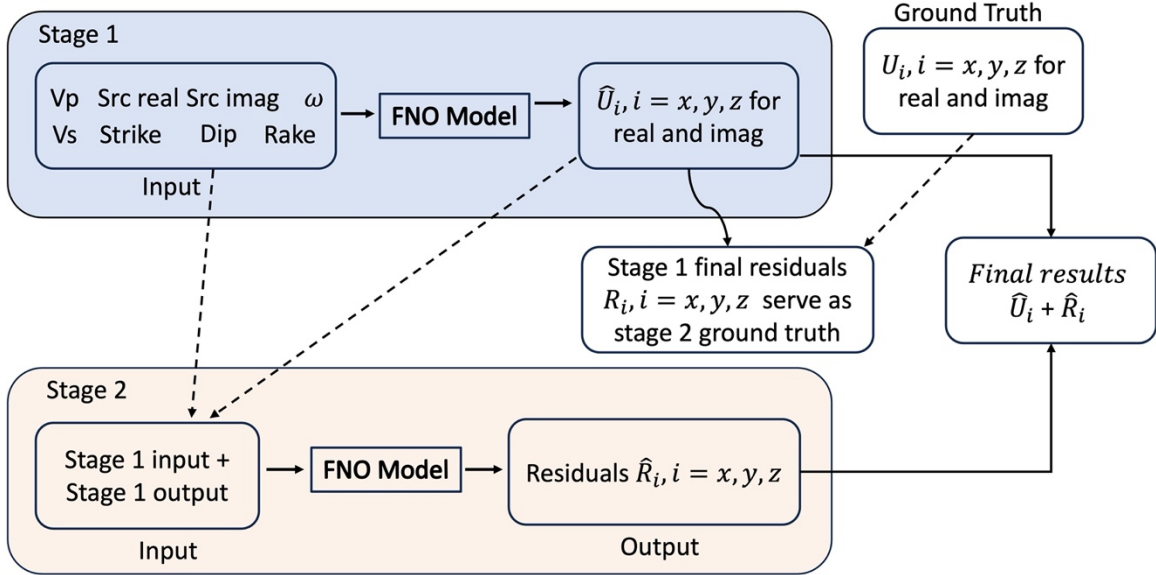 Stage 1
Vp Src real Src imag ω
Vs Strike Dip Rake
Input
FNO Model
Û_i, i = x, y, z for
real and imag
Ground Truth
U_i, i = x, y, z for
real and imag
Stage 1 final residuals
R_i, i = x, y, z serve as
stage 2 ground truth
Final results
Û_i + R̂_i
Stage 2
Stage 1 input +
Stage 1 output
Input
FNO Model
Residuals R̂_i, i = x, y, z
Output